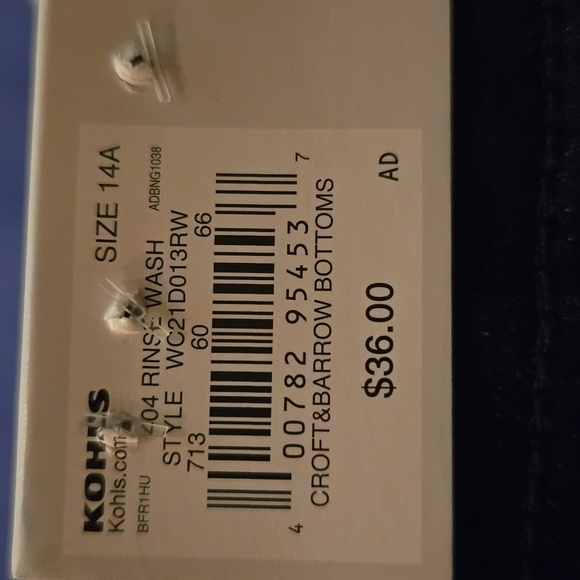 KOHL'S SIZE 14A
Kohls.com
BFR1HU ADBNG1038
404 RINSE WASH
STYLE WC21D013RW
713 60 66
4 00782 95453 7
CROFT&BARROW BOTTOMS
$36.00 AD